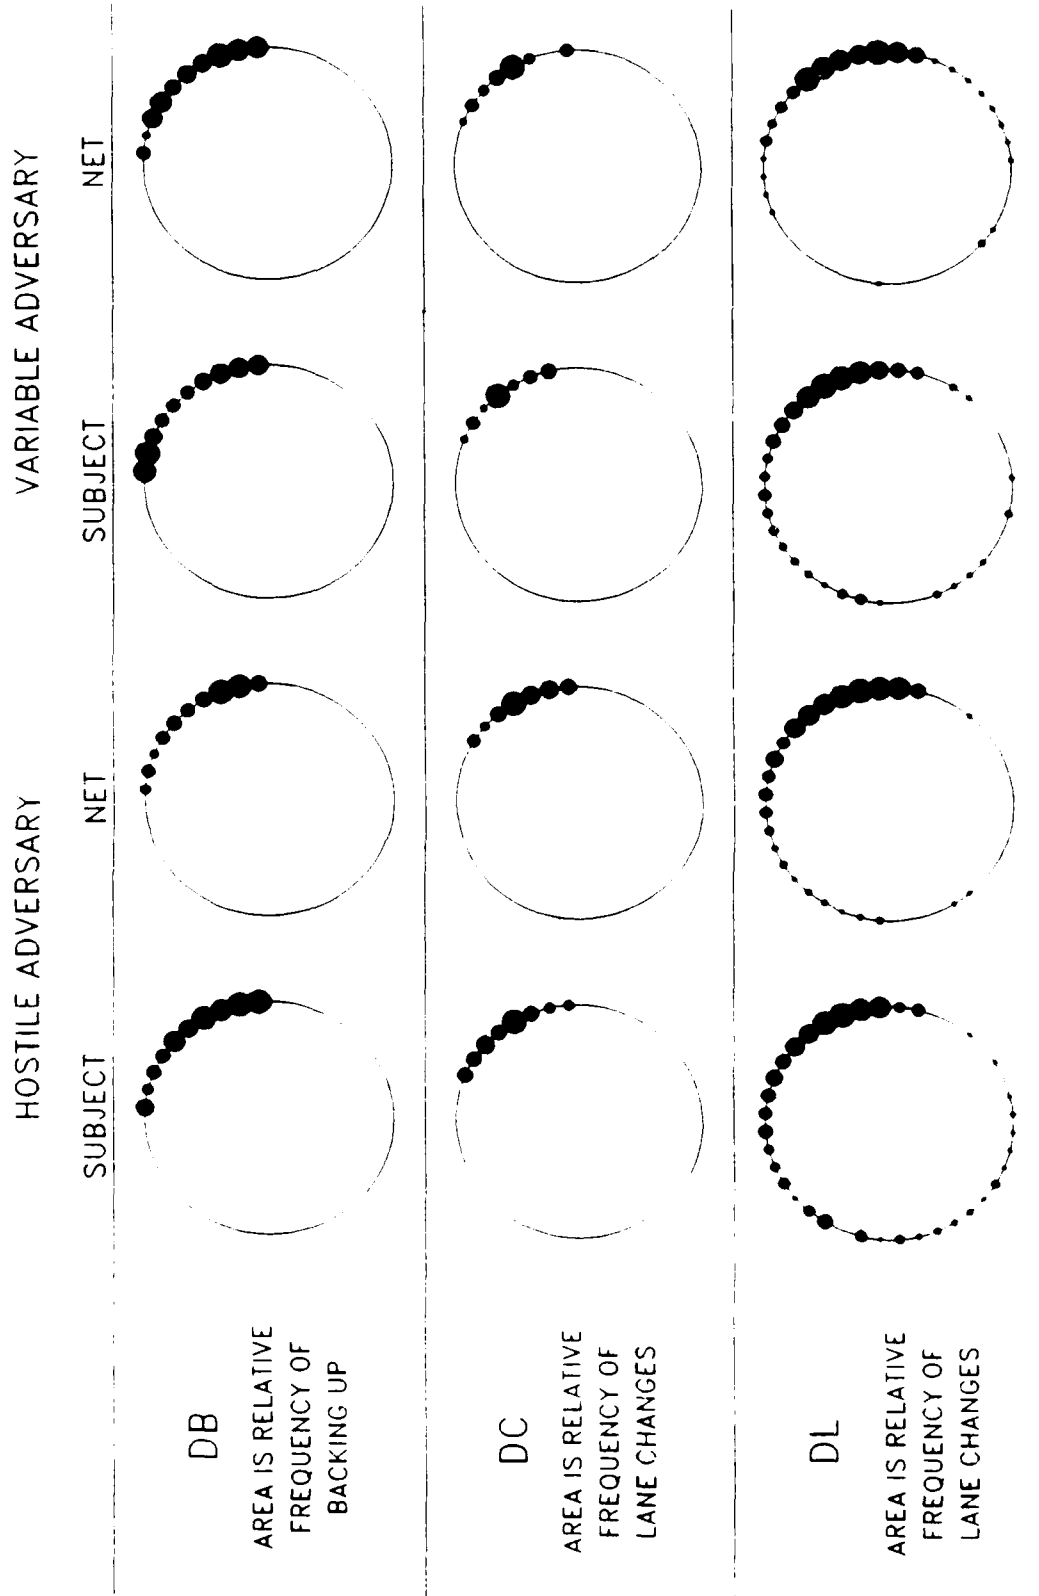 HOSTILE ADVERSARY
VARIABLE ADVERSARY
SUBJECT
NET
SUBJECT
NET
DB
AREA IS RELATIVE
FREQUENCY OF
BACKING UP
DC
AREA IS RELATIVE
FREQUENCY OF
LANE CHANGES
DL
AREA IS RELATIVE
FREQUENCY OF
LANE CHANGES